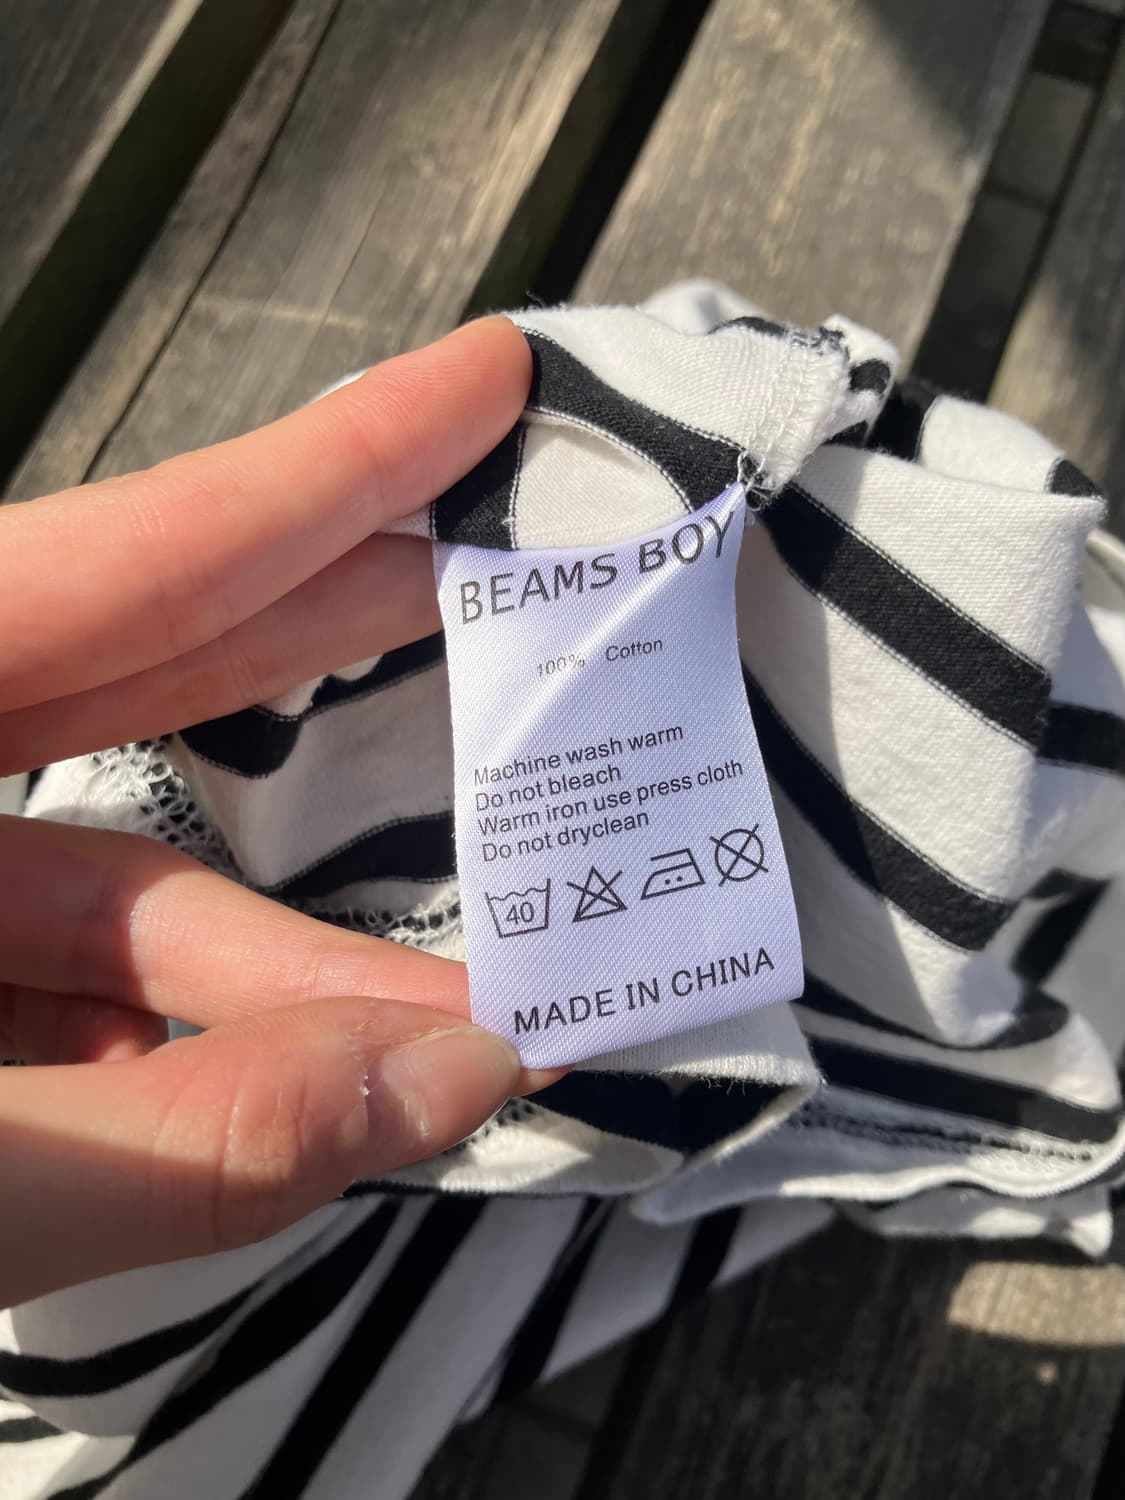 BEAMS BOY
100% Cotton
Machine wash warm
Do not bleach
Warm iron use press cloth
Do not dryclean
40
MADE IN CHINA